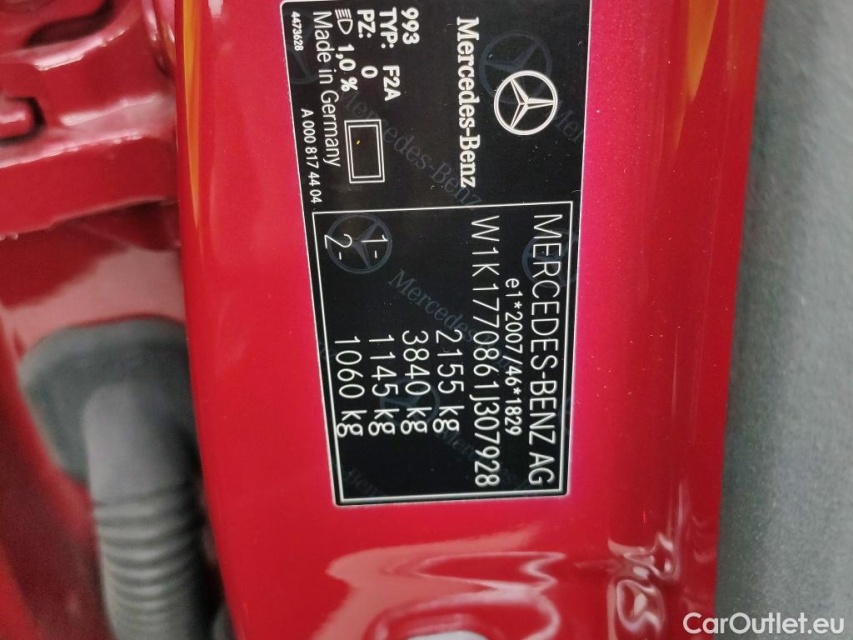 Mercedes-Benz
993
TYP: F2A
PZ: 0
1,0 %
Made in Germany
4473628
A 000 817 44 04
MERCEDES-BENZ AG
e1*2007/46*1829
W1K1770861J307928
2155 kg
3840 kg
1- 1145 kg
2- 1060 kg
CarOutlet.eu